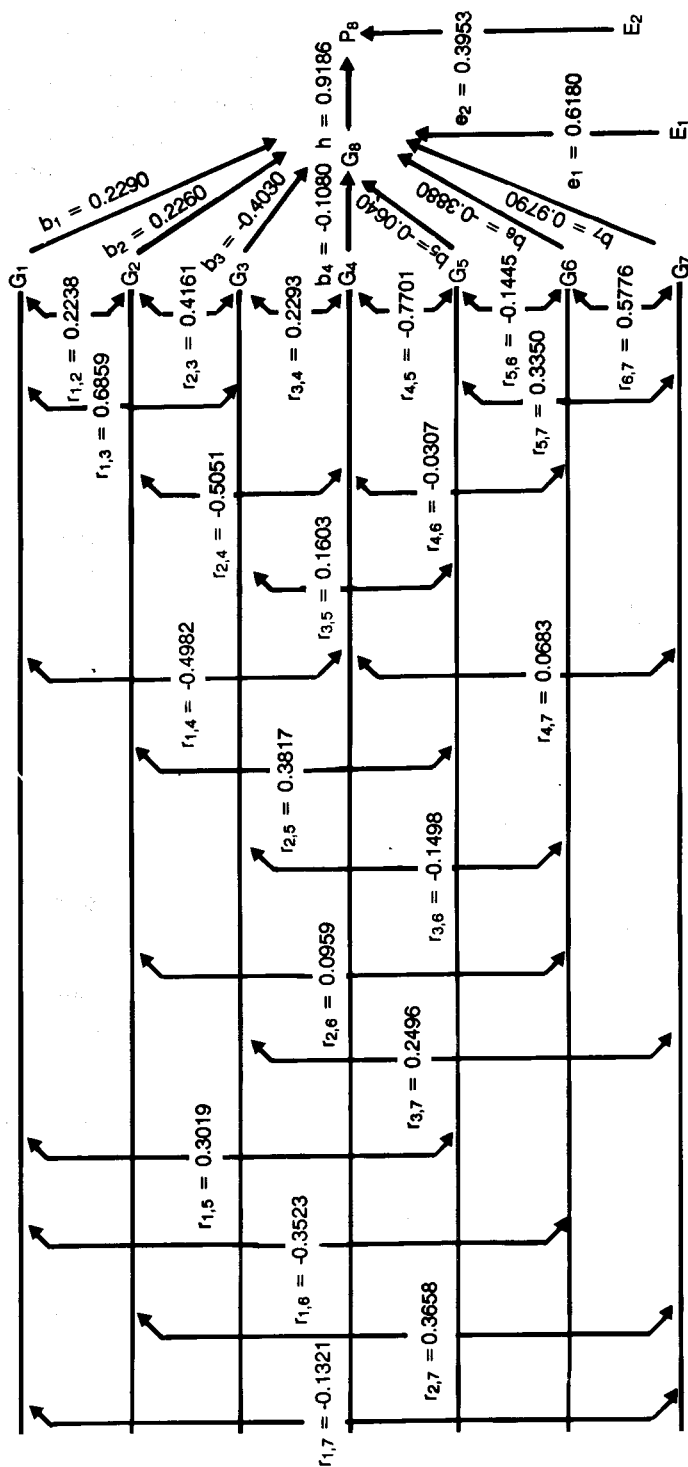 G1
G2
G3
G4
G5
G6
G7
G8
P8
E1
E2
b1 = 0.2290
b2 = 0.2260
b3 = -0.4030
b4 = -0.1080
b5=-0.0640
b6 = -0.3880
b7 = 0.9790
h = 0.9186
e1 = 0.6180
e2 = 0.3953
r1,2 = 0.2238
r2,3 = 0.4161
r3,4 = 0.2293
r4,5 = -0.7701
r5,6 = -0.1445
r6,7 = 0.5776
r1,3 = 0.6859
r5,7 = 0.3350
r2,4 = -0.5051
r4,6 = -0.0307
r3,5 = 0.1603
r1,4 = -0.4982
r4,7 = 0.0683
r2,5 = 0.3817
r3,6 = -0.1498
r2,6 = 0.0959
r3,7 = 0.2496
r1,5 = 0.3019
r1,6 = -0.3523
r2,7 = 0.3658
r1,7 = -0.1321